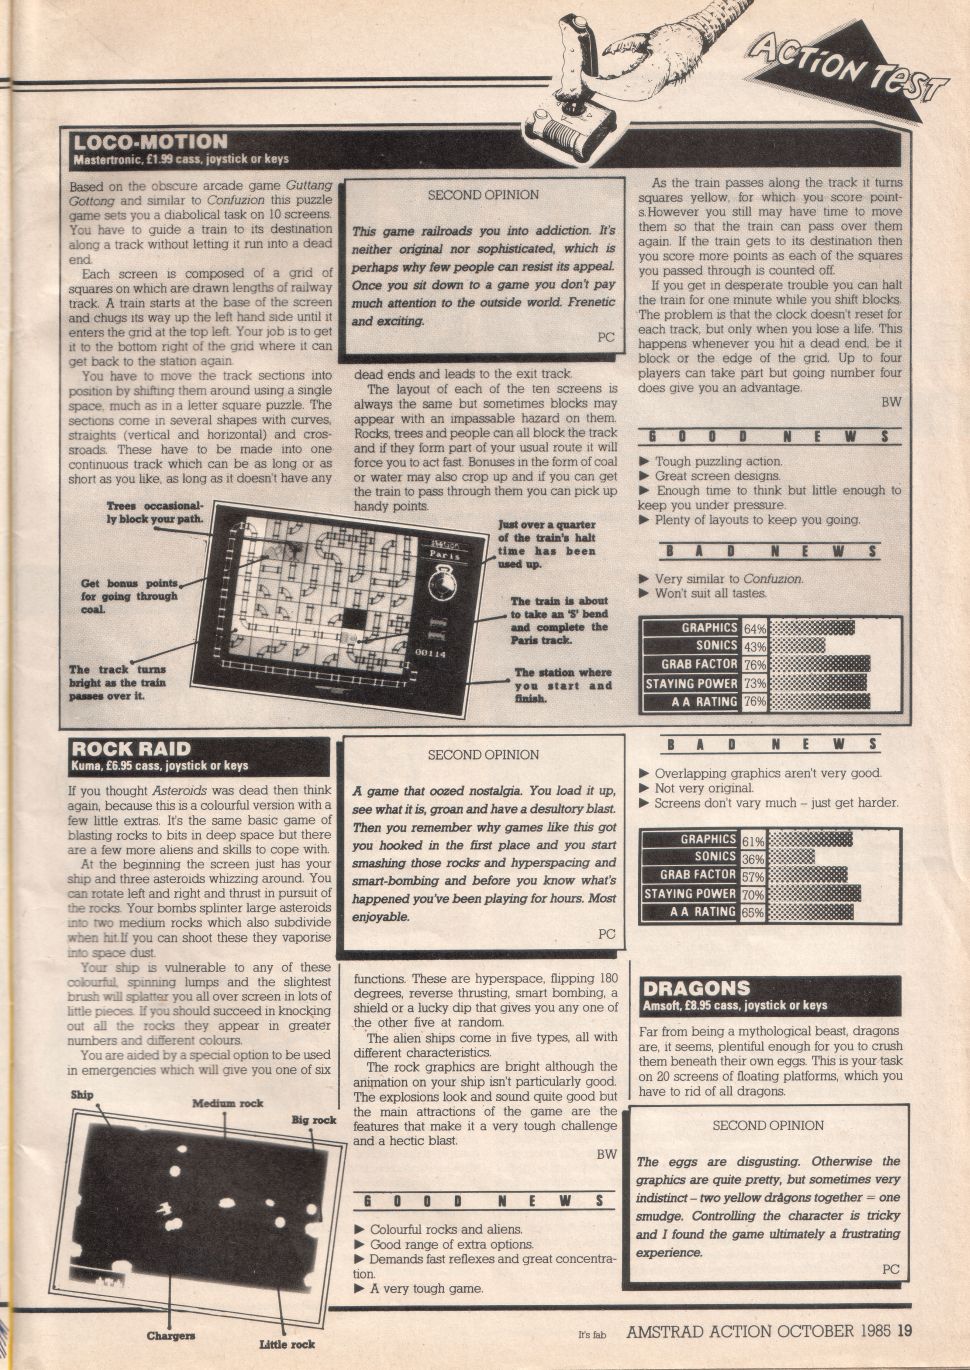 ACTION TEST
LOCO-MOTION
Mastertronic, £1.99 cass, joystick or keys
Based on the obscure arcade game Guttang
Gottong and similar to Confuzion this puzzle
game sets you a diabolical task on 10 screens.
You have to guide a train to its destination
along a track without letting it run into a dead
end.
Each screen is composed of a grid of
squares on which are drawn lengths of railway
track. A train starts at the base of the screen
and chugs its way up the left hand side until it
enters the grid at the top left. Your job is to get
it to the bottom right of the grid where it can
get back to the station again.
You have to move the track sections into
position by shifting them around using a single
space, much as in a letter square puzzle. The
sections come in several shapes with curves,
straights (vertical and horizontal) and cros-
sroads. These have to be made into one
continuous track which can be as long or as
short as you like, as long as it doesn't have any
SECOND OPINION
This game railroads you into addiction. It's
neither original nor sophisticated, which is
perhaps why few people can resist its appeal.
Once you sit down to a game you don't pay
much attention to the outside world. Frenetic
and exciting.
PC
dead ends and leads to the exit track.
The layout of each of the ten screens is
always the same but sometimes blocks may
appear with an impassable hazard on them.
Rocks, trees and people can all block the track
and if they form part of your usual route it will
force you to act fast. Bonuses in the form of coal
or water may also crop up and if you can get
the train to pass through them you can pick up
handy points.
As the train passes along the track it turns
squares yellow, for which you score point-
s.However you still may have time to move
them so that the train can pass over them
again. If the train gets to its destination then
you score more points as each of the squares
you passed through is counted off.
If you get in desperate trouble you can halt
the train for one minute while you shift blocks.
The problem is that the clock doesn't reset for
each track, but only when you lose a life. This
happens whenever you hit a dead end, be it
block or the edge of the grid. Up to four
players can take part but going number four
does give you an advantage.
BW
GOOD NEWS
▶ Tough puzzling action.
▶ Great screen designs.
▶ Enough time to think but little enough to
keep you under pressure.
▶ Plenty of layouts to keep you going.
BAD NEWS
▶ Very similar to Confuzion.
▶ Won't suit all tastes.
GRAPHICS 64%
SONICS 43%
GRAB FACTOR 76%
STAYING POWER 73%
AA RATING 76%
Trees occasional-
ly block your path.
Get bonus points
for going through
coal.
The track turns
bright as the train
passes over it.
Station
Paris
00114
Just over a quarter
of the train's halt
time has been
used up.
The train is about
to take an 'S' bend
and complete the
Paris track.
The station where
you start and
finish.
ROCK RAID
Kuma, £6.95 cass, joystick or keys
If you thought Asteroids was dead then think
again, because this is a colourful version with a
few little extras. It's the same basic game of
blasting rocks to bits in deep space but there
are a few more aliens and skills to cope with.
At the beginning the screen just has your
ship and three asteroids whizzing around. You
can rotate left and right and thrust in pursuit of
the rocks. Your bombs splinter large asteroids
into two medium rocks which also subdivide
when hit.If you can shoot these they vaporise
into space dust.
Your ship is vulnerable to any of these
colourful, spinning lumps and the slightest
brush will splatter you all over screen in lots of
little pieces. If you should succeed in knocking
out all the rocks they appear in greater
numbers and different colours.
You are aided by a special option to be used
in emergencies which will give you one of six
SECOND OPINION
A game that oozed nostalgia. You load it up,
see what it is, groan and have a desultory blast.
Then you remember why games like this got
you hooked in the first place and you start
smashing those rocks and hyperspacing and
smart-bombing and before you know what's
happened you've been playing for hours. Most
enjoyable.
PC
functions. These are hyperspace, flipping 180
degrees, reverse thrusting, smart bombing, a
shield or a lucky dip that gives you any one of
the other five at random.
The alien ships come in five types, all with
different characteristics.
The rock graphics are bright although the
animation on your ship isn't particularly good.
The explosions look and sound quite good but
the main attractions of the game are the
features that make it a very tough challenge
and a hectic blast.
BW
GOOD NEWS
▶ Colourful rocks and aliens.
▶ Good range of extra options.
▶ Demands fast reflexes and great concentra-
tion.
▶ A very tough game.
BAD NEWS
▶ Overlapping graphics aren't very good.
▶ Not very original.
▶ Screens don't vary much – just get harder.
GRAPHICS 61%
SONICS 36%
GRAB FACTOR 57%
STAYING POWER 70%
AA RATING 65%
Ship
Medium rock
Big rock
Chargers
Little rock
DRAGONS
Amsoft, £8.95 cass, joystick or keys
Far from being a mythological beast, dragons
are, it seems, plentiful enough for you to crush
them beneath their own eggs. This is your task
on 20 screens of floating platforms, which you
have to rid of all dragons.
SECOND OPINION
The eggs are disgusting. Otherwise the
graphics are quite pretty, but sometimes very
indistinct – two yellow dragons together = one
smudge. Controlling the character is tricky
and I found the game ultimately a frustrating
experience.
PC
It's fab AMSTRAD ACTION OCTOBER 1985 19